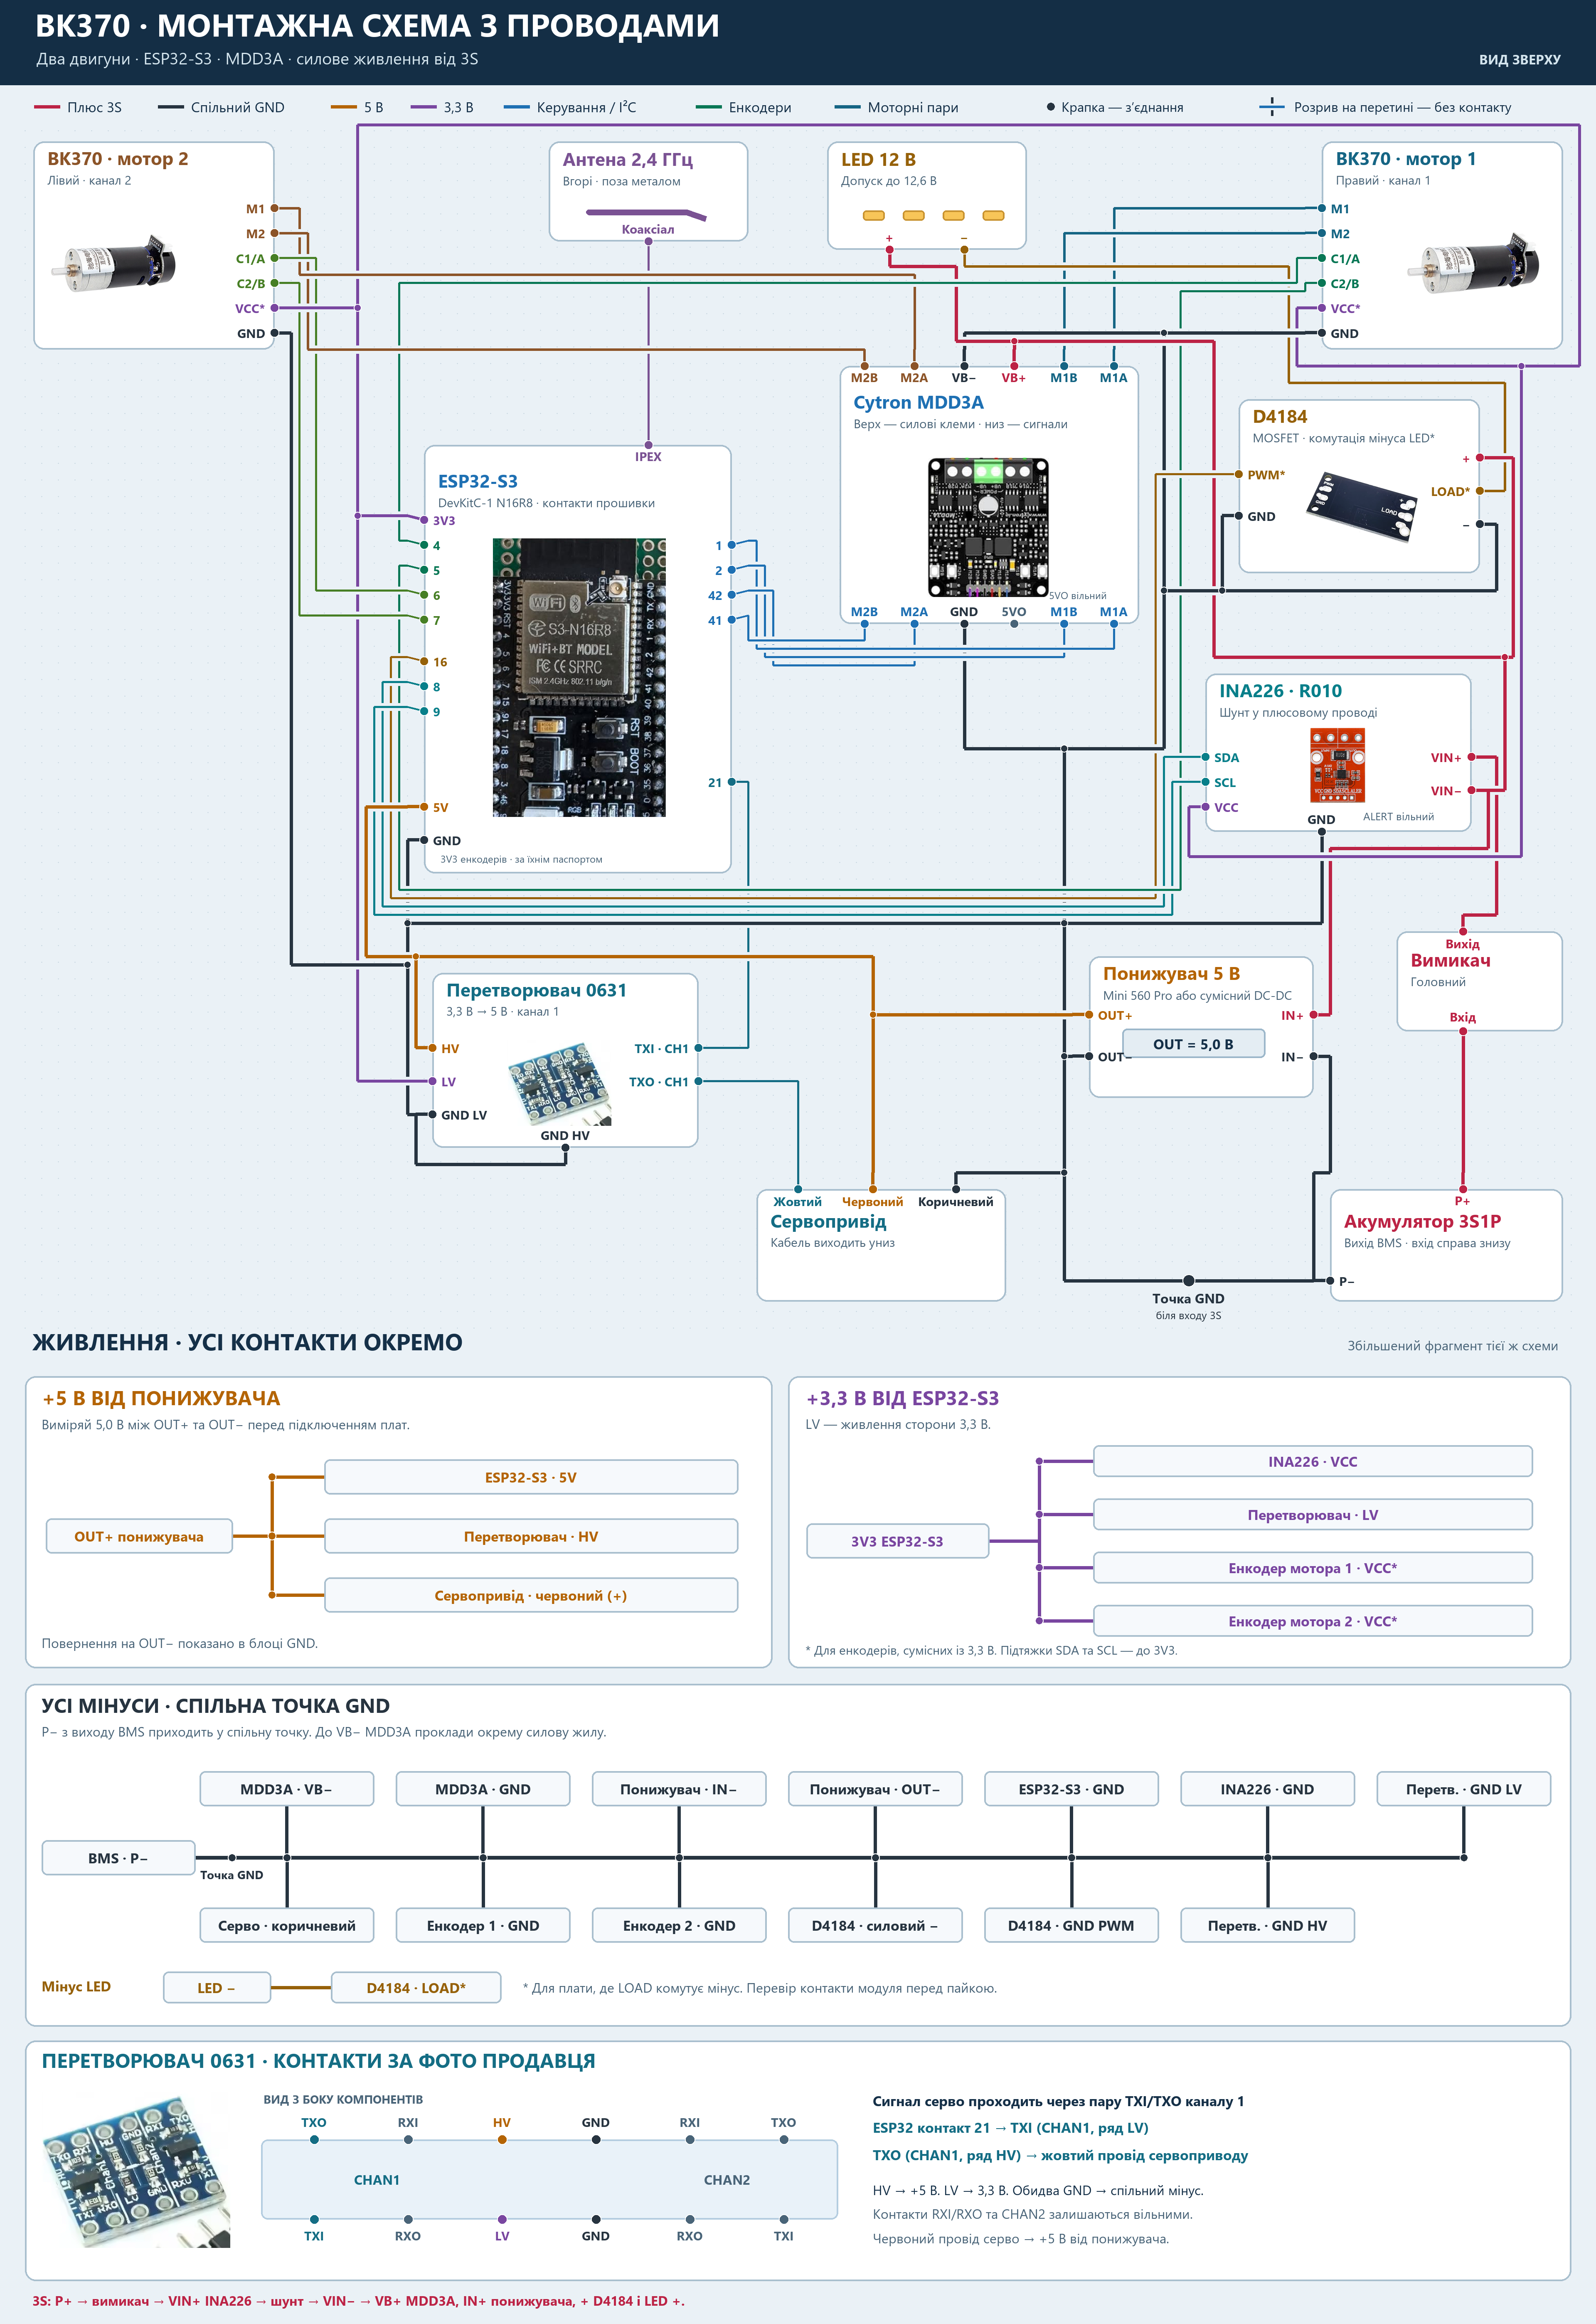 ВК370 · МОНТАЖНА СХЕМА З ПРОВОДАМИ
Два двигуни · ESP32-S3 · MDD3A · силове живлення від 3S
ВИД ЗВЕРХУ
Плюс 3S
Спільний GND
5 В
3,3 В
Керування / I²C
Енкодери
Моторні пари
Крапка — з’єднання
Розрив на перетині — без контакту
ВК370 · мотор 2
Лівий · канал 2
M1
M2
C1/A
C2/B
VCC*
GND
Антена 2,4 ГГц
Вгорі · поза металом
Коаксіал
LED 12 В
Допуск до 12,6 В
+
−
ВК370 · мотор 1
Правий · канал 1
M1
M2
C1/A
C2/B
VCC*
GND
M2B
M2A
VB−
VB+
M1B
M1A
Cytron MDD3A
Верх — силові клеми · низ — сигнали
5VO вільний
M2B
M2A
GND
5VO
M1B
M1A
D4184
MOSFET · комутація мінуса LED*
PWM*
GND
+
LOAD*
−
LOAD
IPEX
ESP32-S3
DevKitC-1 N16R8 · контакти прошивки
3V3
4
5
6
7
16
8
9
5V
GND
1
2
42
41
21
WiFi
S3-N16R8
WiFi+BT MODEL
FC CE SRRC
ISM 2.4GHz 802.11 b/g/n
RST
BOOT
3V3 енкодерів · за їхнім паспортом
INA226 · R010
Шунт у плюсовому проводі
SDA
SCL
VCC
VIN+
VIN−
GND
ALERT вільний
Вихід
Вимикач
Головний
Вхід
Понижувач 5 В
Mini 560 Pro або сумісний DC-DC
OUT+
IN+
OUT = 5,0 В
OUT−
IN−
Перетворювач 0631
3,3 В → 5 В · канал 1
HV
LV
GND LV
TXI · CH1
TXO · CH1
GND HV
Жовтий
Червоний
Коричневий
Сервопривід
Кабель виходить униз
P+
Акумулятор 3S1P
Вихід BMS · вхід справа знизу
P−
Точка GND
біля входу 3S
ЖИВЛЕННЯ · УСІ КОНТАКТИ ОКРЕМО
Збільшений фрагмент тієї ж схеми
+5 В ВІД ПОНИЖУВАЧА
Виміряй 5,0 В між OUT+ та OUT− перед підключенням плат.
ESP32-S3 · 5V
OUT+ понижувача
Перетворювач · HV
Сервопривід · червоний (+)
Повернення на OUT− показано в блоці GND.
+3,3 В ВІД ESP32-S3
LV — живлення сторони 3,3 В.
INA226 · VCC
Перетворювач · LV
3V3 ESP32-S3
Енкодер мотора 1 · VCC*
Енкодер мотора 2 · VCC*
* Для енкодерів, сумісних із 3,3 В. Підтяжки SDA та SCL — до 3V3.
УСІ МІНУСИ · СПІЛЬНА ТОЧКА GND
P− з виходу BMS приходить у спільну точку. До VB− MDD3A проклади окрему силову жилу.
MDD3A · VB−
MDD3A · GND
Понижувач · IN−
Понижувач · OUT−
ESP32-S3 · GND
INA226 · GND
Перетв. · GND LV
BMS · P−
Точка GND
Серво · коричневий
Енкодер 1 · GND
Енкодер 2 · GND
D4184 · силовий −
D4184 · GND PWM
Перетв. · GND HV
Мінус LED
LED −
D4184 · LOAD*
* Для плати, де LOAD комутує мінус. Перевір контакти модуля перед пайкою.
ПЕРЕТВОРЮВАЧ 0631 · КОНТАКТИ ЗА ФОТО ПРОДАВЦЯ
ВИД З БОКУ КОМПОНЕНТІВ
TXO
RXI
HV
GND
RXI
TXO
CHAN1
CHAN2
TXI
RXO
LV
GND
RXO
TXI
Сигнал серво проходить через пару TXI/TXO каналу 1
ESP32 контакт 21 → TXI (CHAN1, ряд LV)
TXO (CHAN1, ряд HV) → жовтий провід сервоприводу
HV → +5 В. LV → 3,3 В. Обидва GND → спільний мінус.
Контакти RXI/RXO та CHAN2 залишаються вільними.
Червоний провід серво → +5 В від понижувача.
3S: P+ → вимикач → VIN+ INA226 → шунт → VIN− → VB+ MDD3A, IN+ понижувача, + D4184 і LED +.